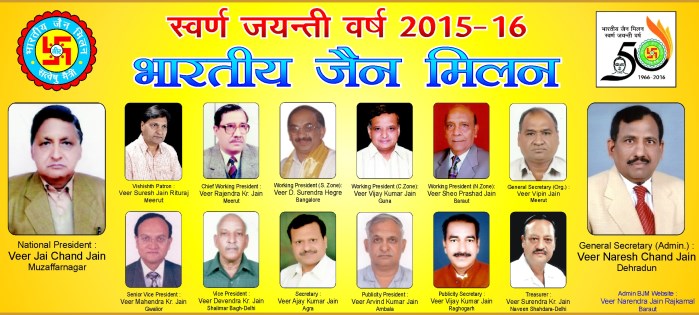 स्वर्ण जयन्ती वर्ष 2015-16
भारतीय जैन मिलन
भारतीय जैन मिलन
स्वर्ण जयन्ती वर्ष
50
1966-2016
National President :
Veer Jai Chand Jain
Muzaffarnagar
Vishishth Patron :
Veer Suresh Jain Rituraj
Meerut
Chief Working President :
Veer Rajendra Kr. Jain
Meerut
Working President (S. Zone):
Veer D. Surendra Hegre
Bangalore
Working President (C.Zone):
Veer Vijay Kumar Jain
Guna
Working President (N.Zone):
Veer Sheo Prashad Jain
Baraut
General Secretary (Org.) :
Veer Vipin Jain
Meerut
General Secretary (Admin.) :
Veer Naresh Chand Jain
Dehradun
Senior Vice President :
Veer Mahendra Kr. Jain
Gwalior
Vice President :
Veer Devendra Kr. Jain
Shalimar Bagh-Delhi
Secretary :
Veer Ajay Kumar Jain
Agra
Publicity President :
Veer Arvind Kumar Jain
Ambala
Publicity Secretary :
Veer Vijay Kumar Jain
Raghogarh
Treasurer :
Veer Surendra Kr. Jain
Naveen Shahdara-Delhi
Admin BJM Website :
Veer Narendra Jain Rajkamal
Baraut